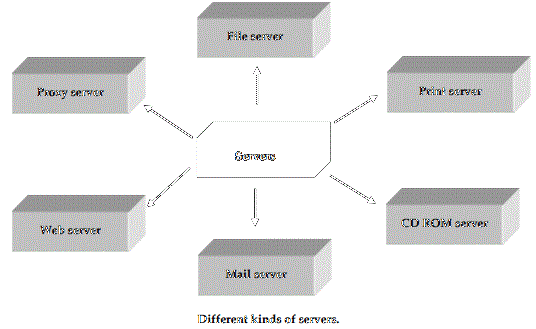 File server
Proxy server
Print server
Servers
Web server
CD ROM server
Mail server
Different kinds of servers.